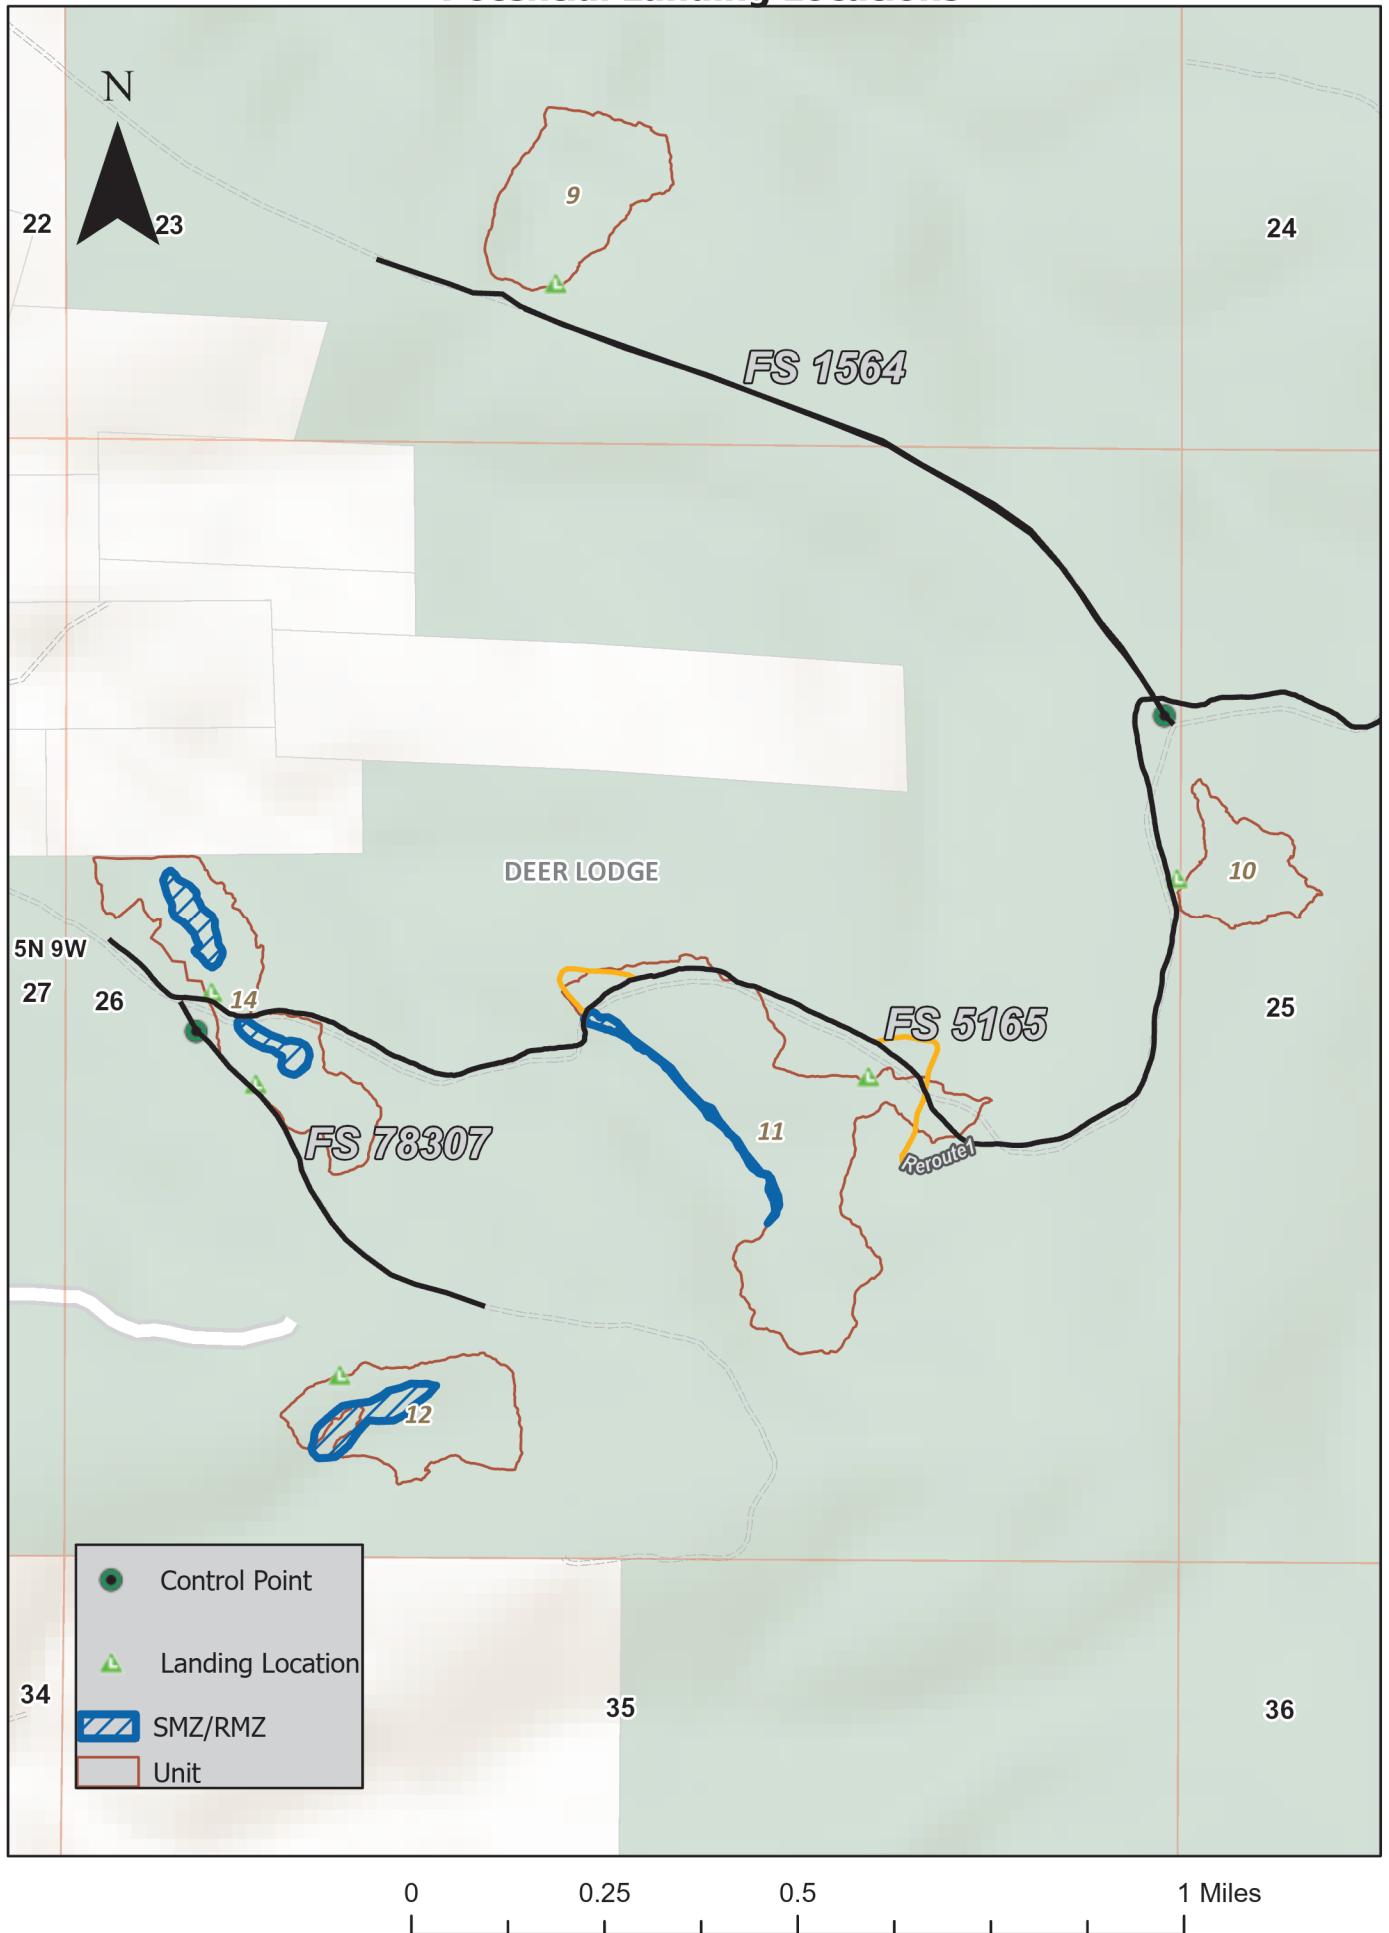 N
9
22
23
24
FS 1564
DEER LODGE
10
5N 9W
27
26
14
25
FS 5165
11
FS 78307
Reroute1
12
Control Point
Landing Location
SMZ/RMZ
Unit
34
35
36
0 0.25 0.5 1 Miles